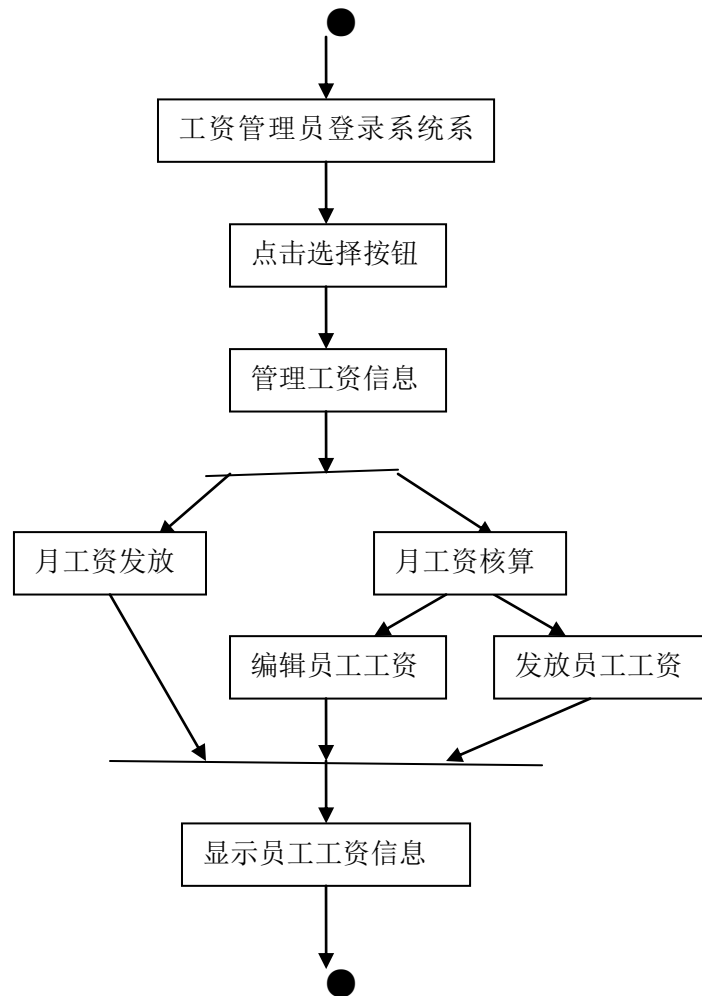 工资管理员登录系统系
点击选择按钮
管理工资信息
月工资发放
月工资核算
编辑员工工资
发放员工工资
显示员工工资信息